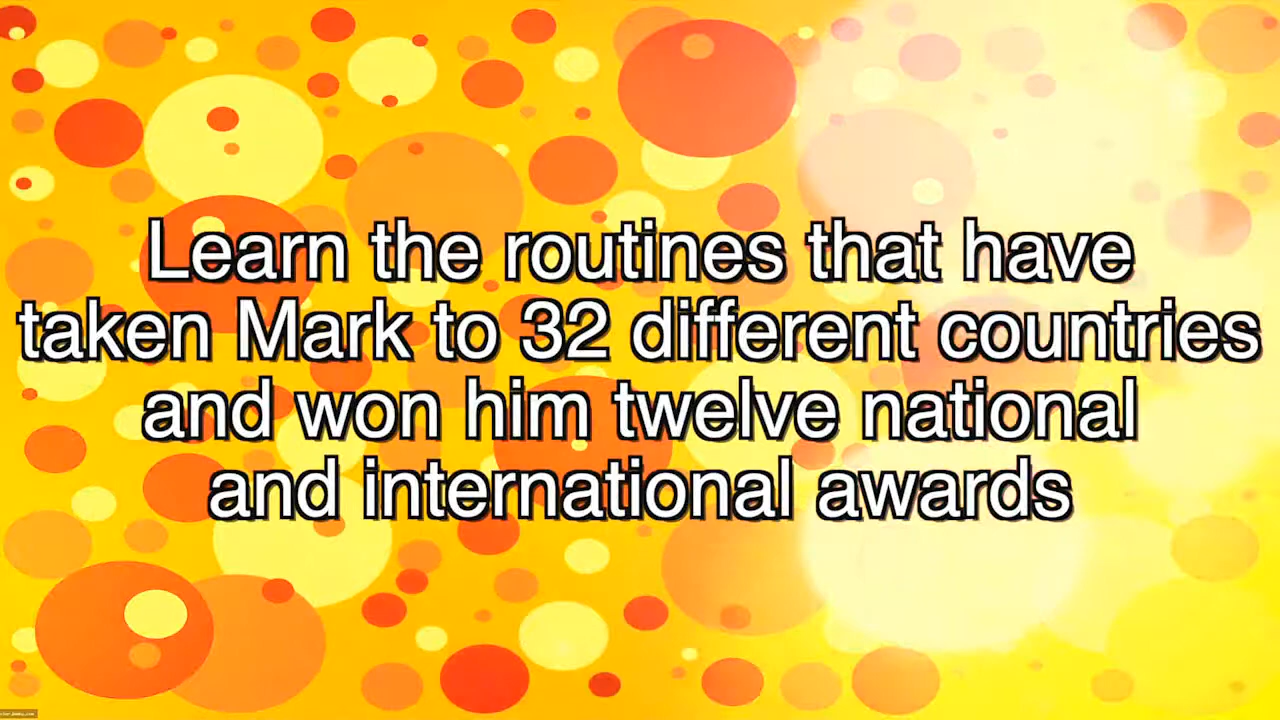 Learn the routines that have
taken Mark to 32 different countries
and won him twelve national
and international awards